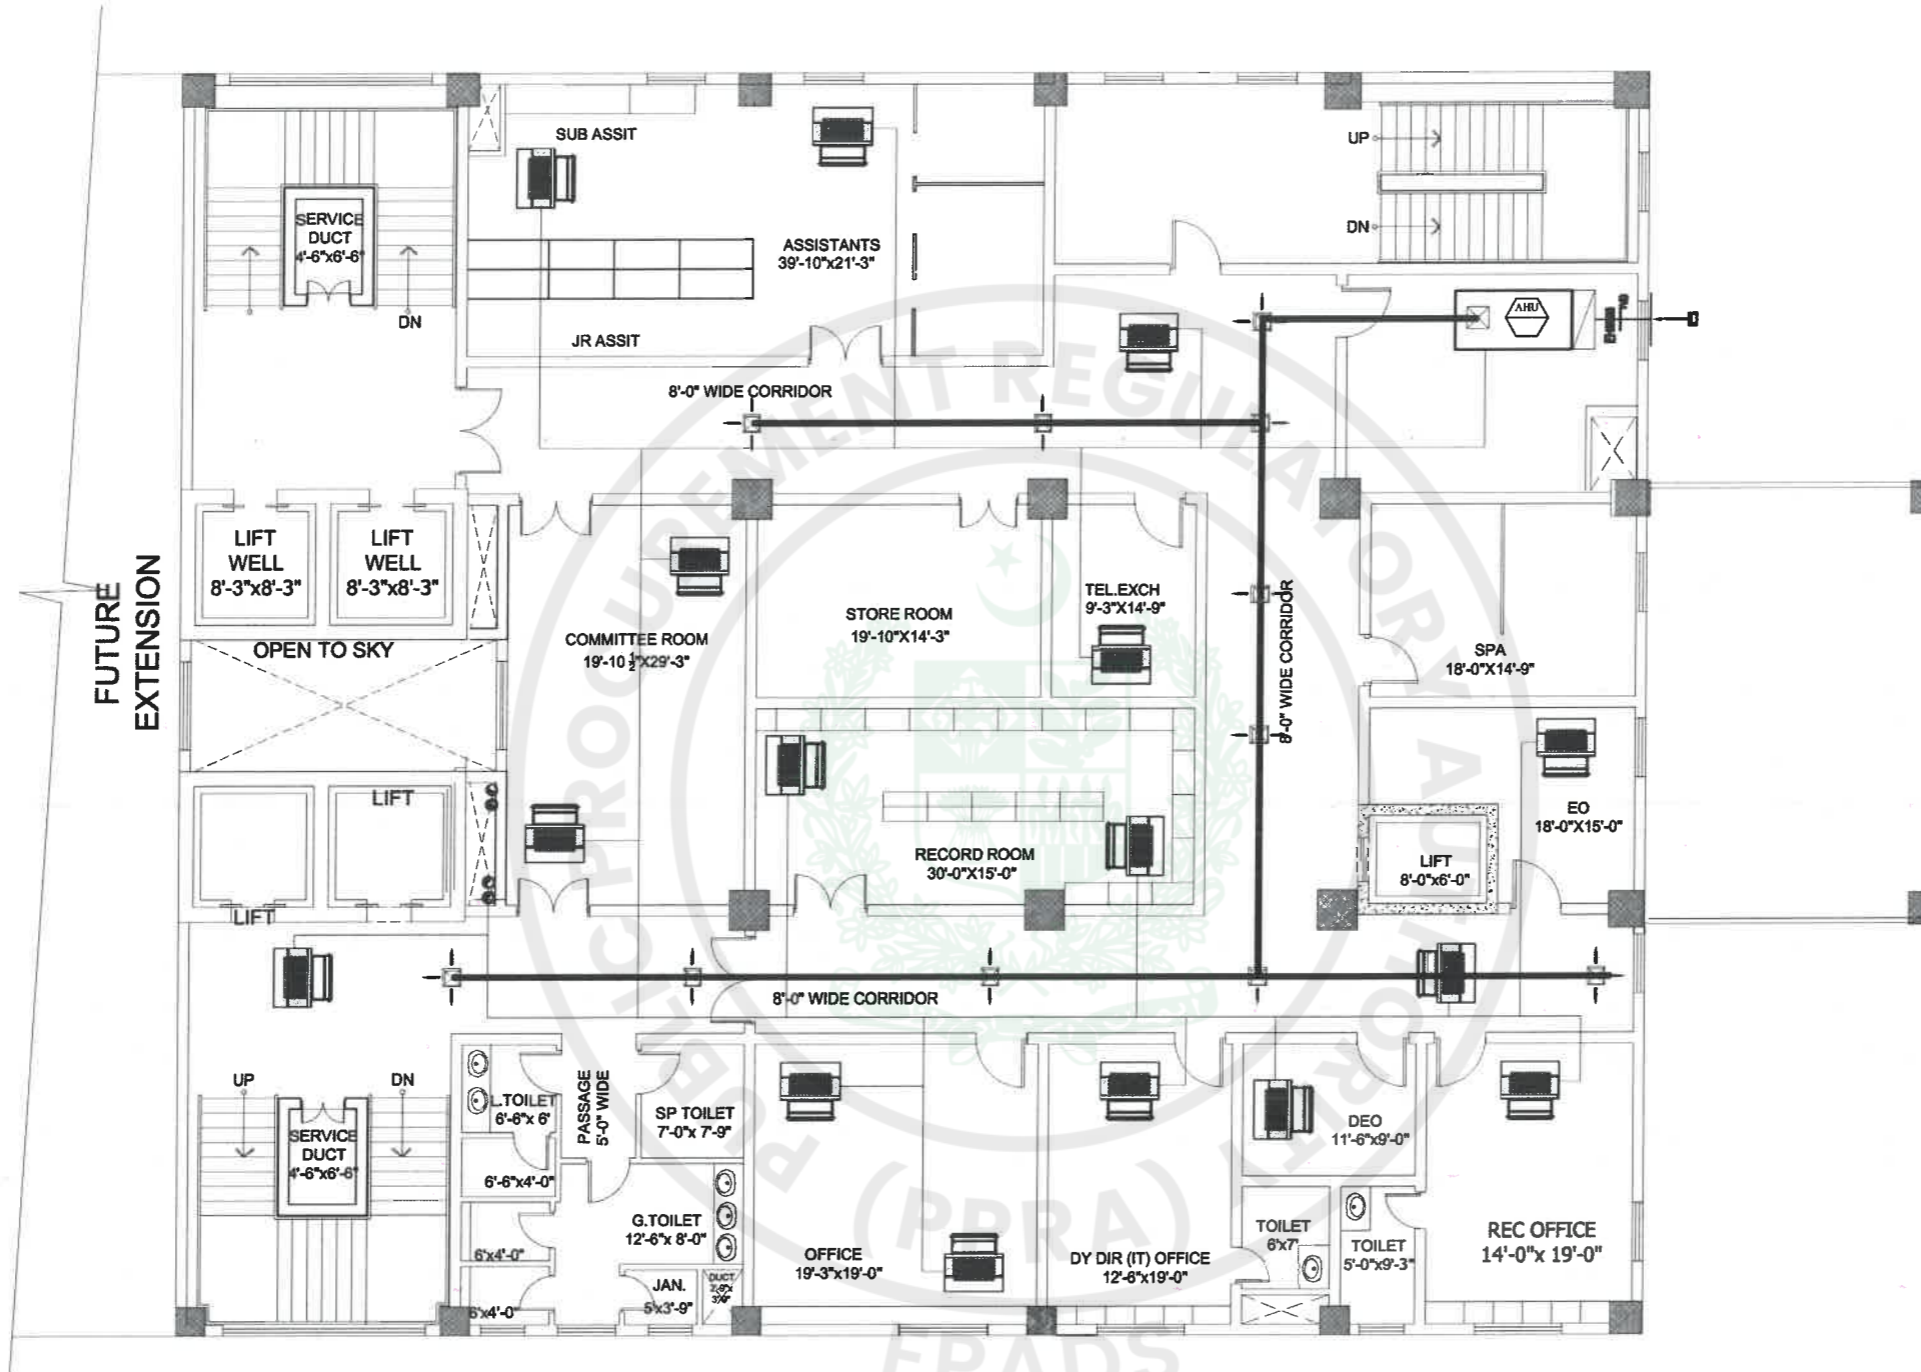 SUB ASSIT
UP
SERVICE
DUCT
4'-6"x6'-6"
ASSISTANTS
39'-10"x21'-3"
DN
DN
JR ASSIT
AHU
8'-0" WIDE CORRIDOR
LIFT
WELL
8'-3"x8'-3"
LIFT
WELL
8'-3"x8'-3"
FUTURE
EXTENSION
OPEN TO SKY
COMMITTEE ROOM
19'-10 ½"X29'-3"
STORE ROOM
19'-10"X14'-3"
TEL.EXCH
9'-3"X14'-9"
8'-0" WIDE CORRIDOR
SPA
18'-0"X14'-9"
LIFT
LIFT
RECORD ROOM
30'-0"X15'-0"
EO
18'-0"X15'-0"
LIFT
8'-0"x6'-0"
8'-0" WIDE CORRIDOR
UP
DN
SERVICE
DUCT
4'-6"x6'-6"
L.TOILET
6'-6"x 6'
PASSAGE
5'-0" WIDE
SP TOILET
7'-0"x 7'-9"
6'-6"x4'-0"
G.TOILET
12'-6"x 8'-0"
6'x4'-0"
6'x4'-0"
JAN.
5'x3'-9"
DUCT
OFFICE
19'-3"x19'-0"
DY DIR (IT) OFFICE
12'-6"x19'-0"
DEO
11'-6"x9'-0"
TOILET
6'x7'
TOILET
5'-0"x9'-3"
REC OFFICE
14'-0"x 19'-0"
PUBLIC PROCUREMENT REGULATORY AUTHORITY
(PPRA)
EPADS